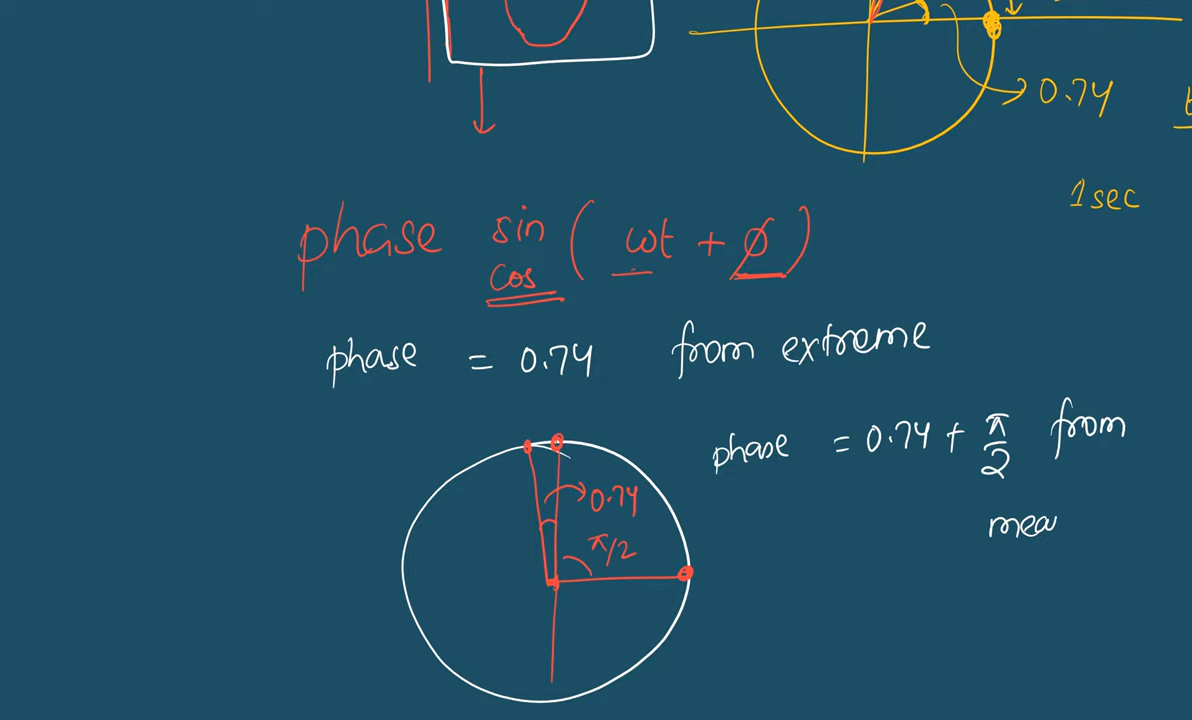 0.74
1sec
phase sin ( ωt + ϕ )
cos
phase = 0.74 from extreme
phase = 0.74 + π/2 from
mea
0.74
π/2